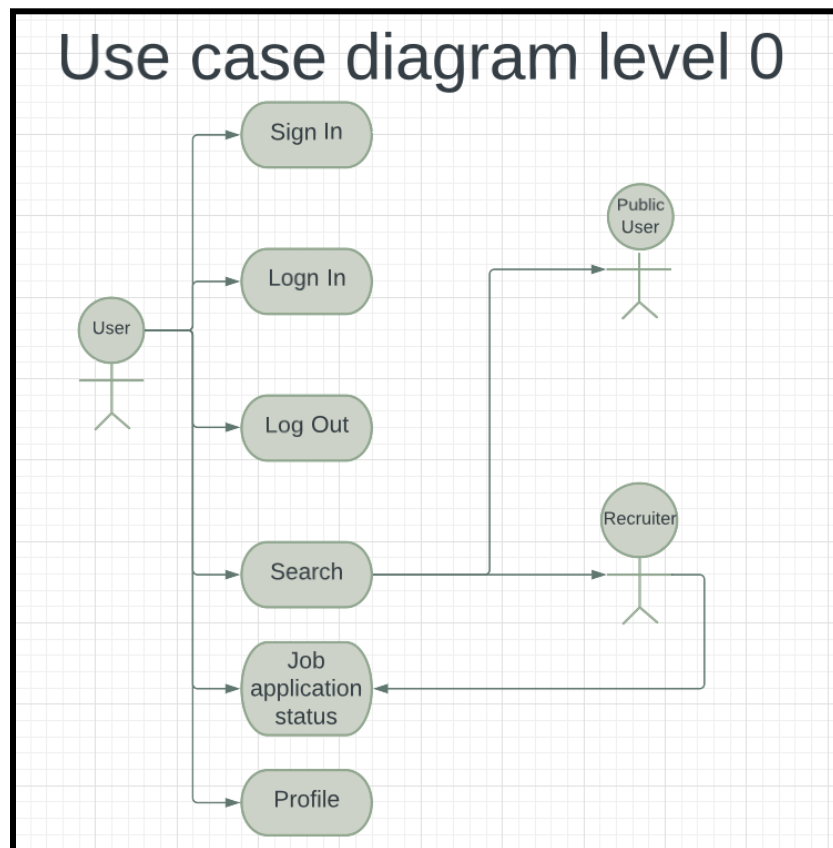 Use case diagram level 0
Sign In
Public
User
Logn In
User
Log Out
Recruiter
Search
Job
application
status
Profile